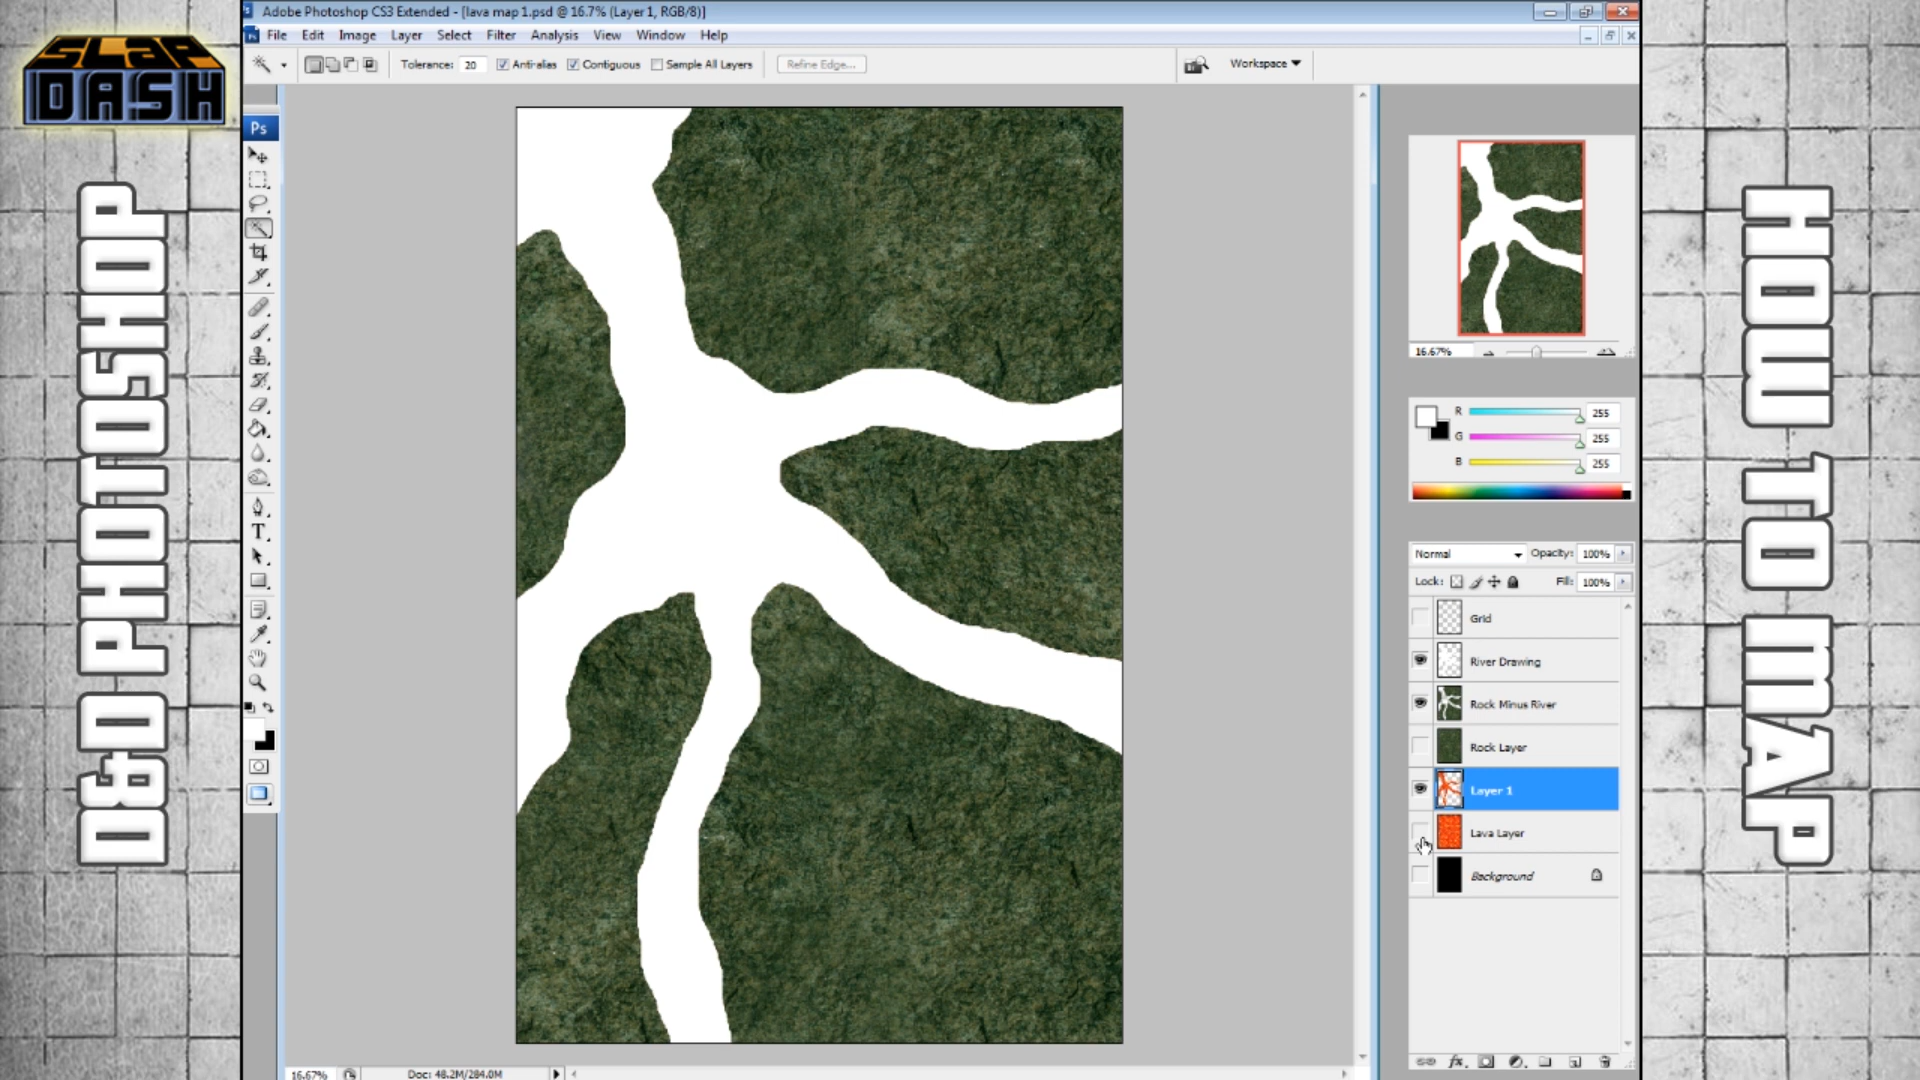 SLAP
DASH
D&D PHOTOSHOP
HOW TO MAP
Adobe Photoshop CS3 Extended - [lava map 1.psd @ 16.7% (Layer 1, RGB/8)]
File Edit Image Layer Select Filter Analysis View Window Help
Tolerance: 20 Anti-alias Contiguous Sample All Layers Refine Edge... Workspace
Ps
T
16.67%
R 255
G 255
B 255
Normal Opacity: 100%
Lock: Fill: 100%
Grid
River Drawing
Rock Minus River
Rock Layer
Layer 1
Lava Layer
Background
fx
16.67% Doc: 48.2M/284.0M